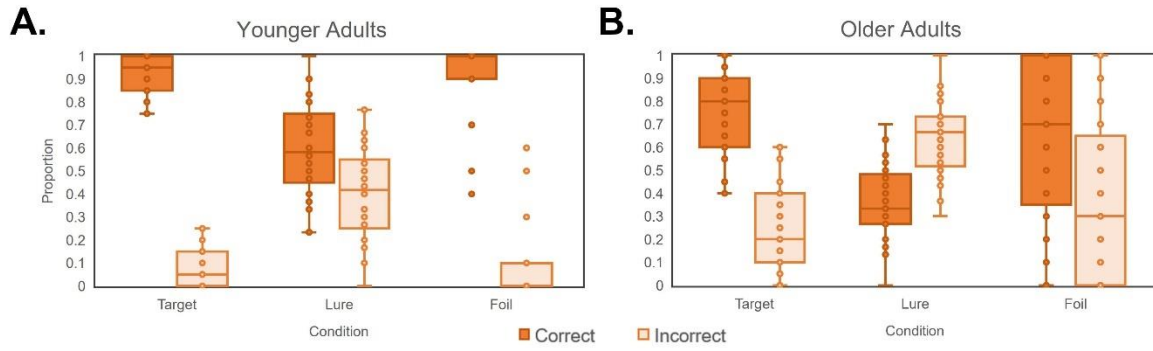 A.
Younger Adults
Proportion
1
0.9
0.8
0.7
0.6
0.5
0.4
0.3
0.2
0.1
0
Target Lure Foil
Condition
B.
Older Adults
1
0.9
0.8
0.7
0.6
0.5
0.4
0.3
0.2
0.1
0
Target Lure Foil
Condition
Correct Incorrect